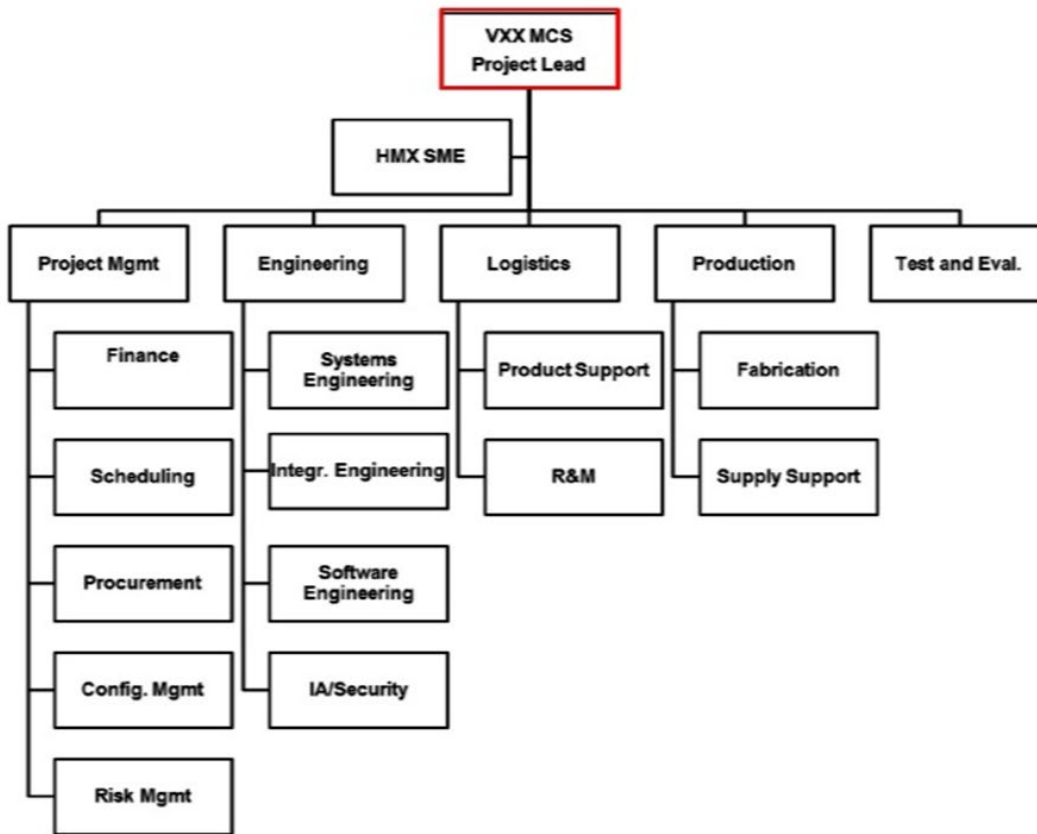 VXX MCS
Project Lead
HMX SME
Project Mgmt
Engineering
Logistics
Production
Test and Eval.
Finance
Systems
Engineering
Product Support
Fabrication
Scheduling
Integr. Engineering
R&M
Supply Support
Procurement
Software
Engineering
Config. Mgmt
IA/Security
Risk Mgmt